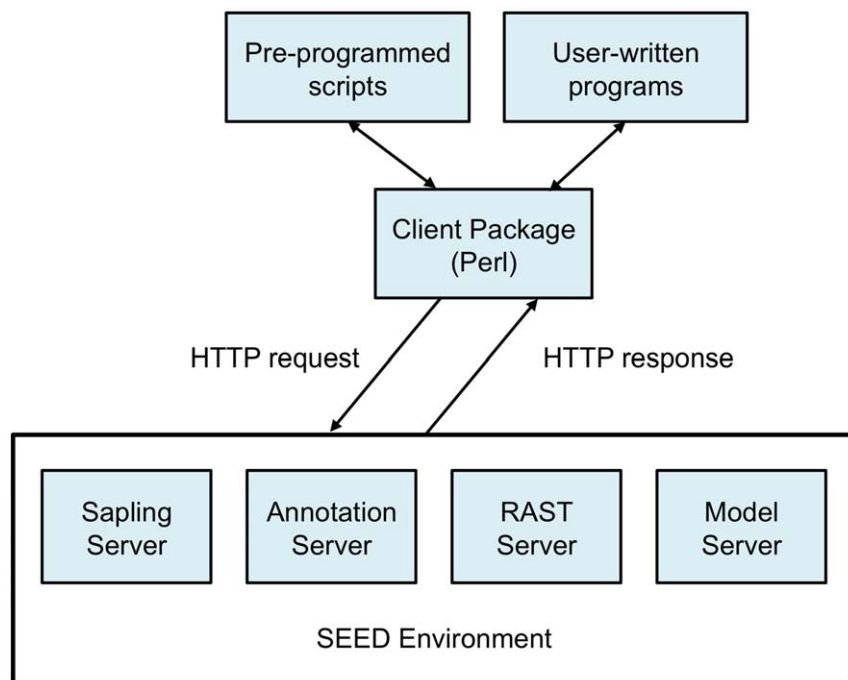 Pre-programmed
scripts
User-written
programs
Client Package
(Perl)
HTTP request
HTTP response
Sapling
Server
Annotation
Server
RAST
Server
Model
Server
SEED Environment